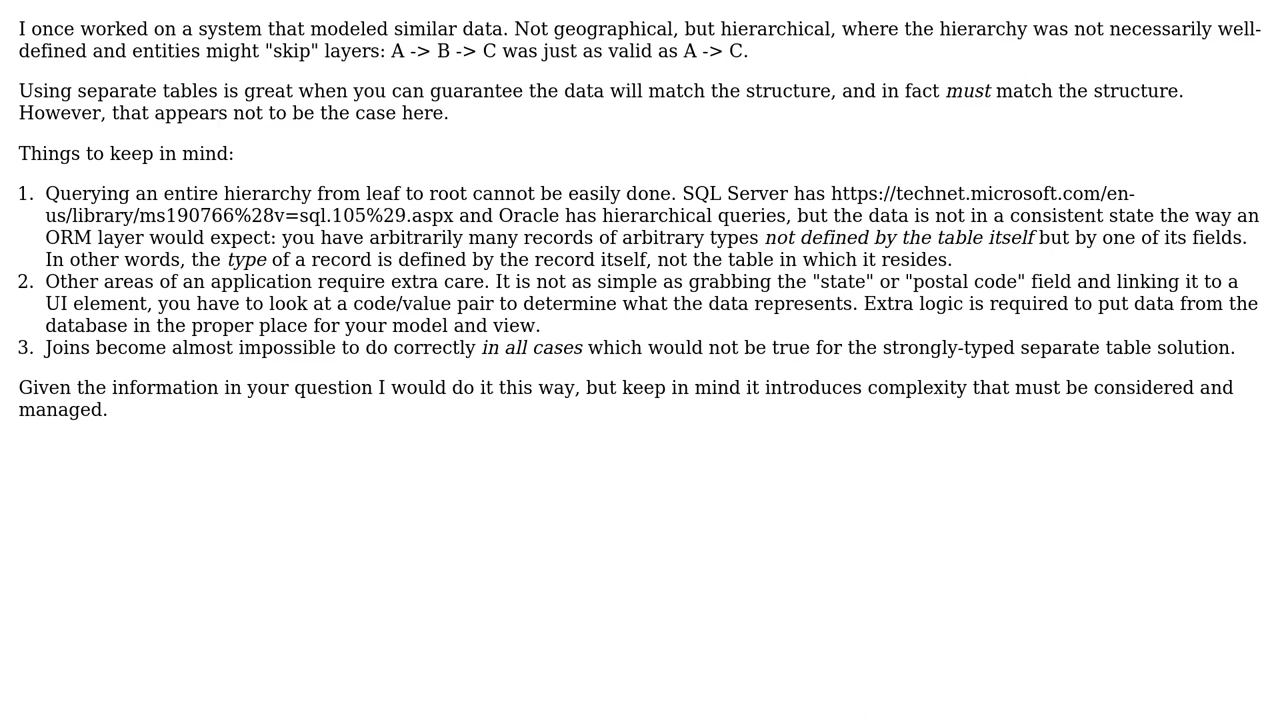 I once worked on a system that modeled similar data. Not geographical, but hierarchical, where the hierarchy was not necessarily well-
defined and entities might "skip" layers: A -> B -> C was just as valid as A -> C.
Using separate tables is great when you can guarantee the data will match the structure, and in fact must match the structure.
However, that appears not to be the case here.
Things to keep in mind:
1. Querying an entire hierarchy from leaf to root cannot be easily done. SQL Server has https://technet.microsoft.com/en-
us/library/ms190766%28v=sql.105%29.aspx and Oracle has hierarchical queries, but the data is not in a consistent state the way an
ORM layer would expect: you have arbitrarily many records of arbitrary types not defined by the table itself but by one of its fields.
In other words, the type of a record is defined by the record itself, not the table in which it resides.
2. Other areas of an application require extra care. It is not as simple as grabbing the "state" or "postal code" field and linking it to a
UI element, you have to look at a code/value pair to determine what the data represents. Extra logic is required to put data from the
database in the proper place for your model and view.
3. Joins become almost impossible to do correctly in all cases which would not be true for the strongly-typed separate table solution.
Given the information in your question I would do it this way, but keep in mind it introduces complexity that must be considered and
managed.